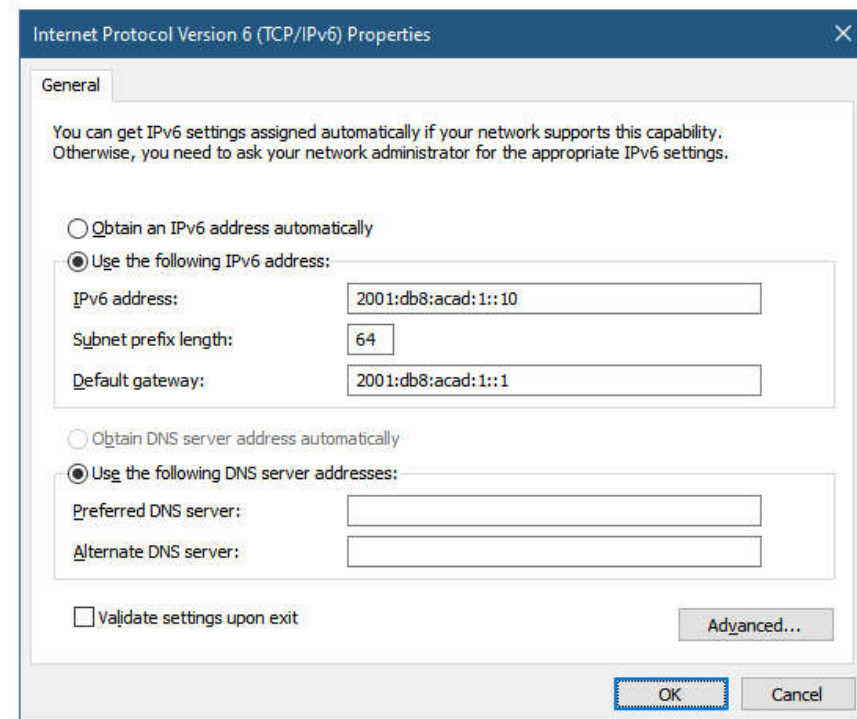 Internet Protocol Version 6 (TCP/IPv6) Properties
General
You can get IPv6 settings assigned automatically if your network supports this capability.
Otherwise, you need to ask your network administrator for the appropriate IPv6 settings.
Obtain an IPv6 address automatically
Use the following IPv6 address:
IPv6 address: 2001:db8:acad:1::10
Subnet prefix length: 64
Default gateway: 2001:db8:acad:1::1
Obtain DNS server address automatically
Use the following DNS server addresses:
Preferred DNS server:
Alternate DNS server:
Validate settings upon exit
Advanced...
OK Cancel